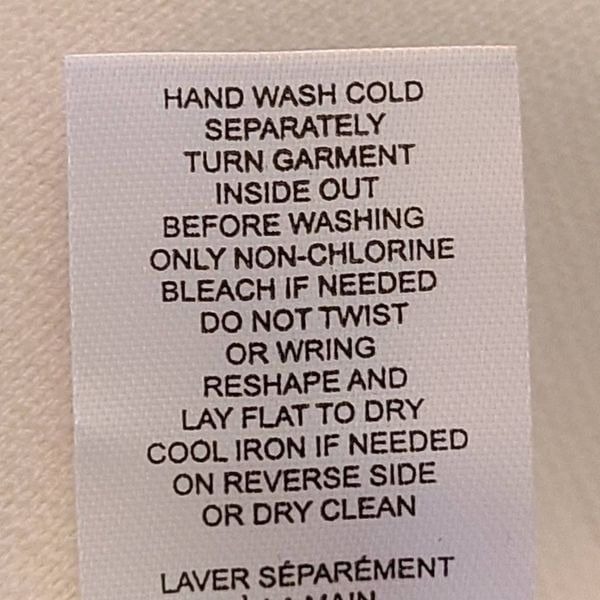 HAND WASH COLD
SEPARATELY
TURN GARMENT
INSIDE OUT
BEFORE WASHING
ONLY NON-CHLORINE
BLEACH IF NEEDED
DO NOT TWIST
OR WRING
RESHAPE AND
LAY FLAT TO DRY
COOL IRON IF NEEDED
ON REVERSE SIDE
OR DRY CLEAN
LAVER SÉPARÉMENT
À LA MAIN